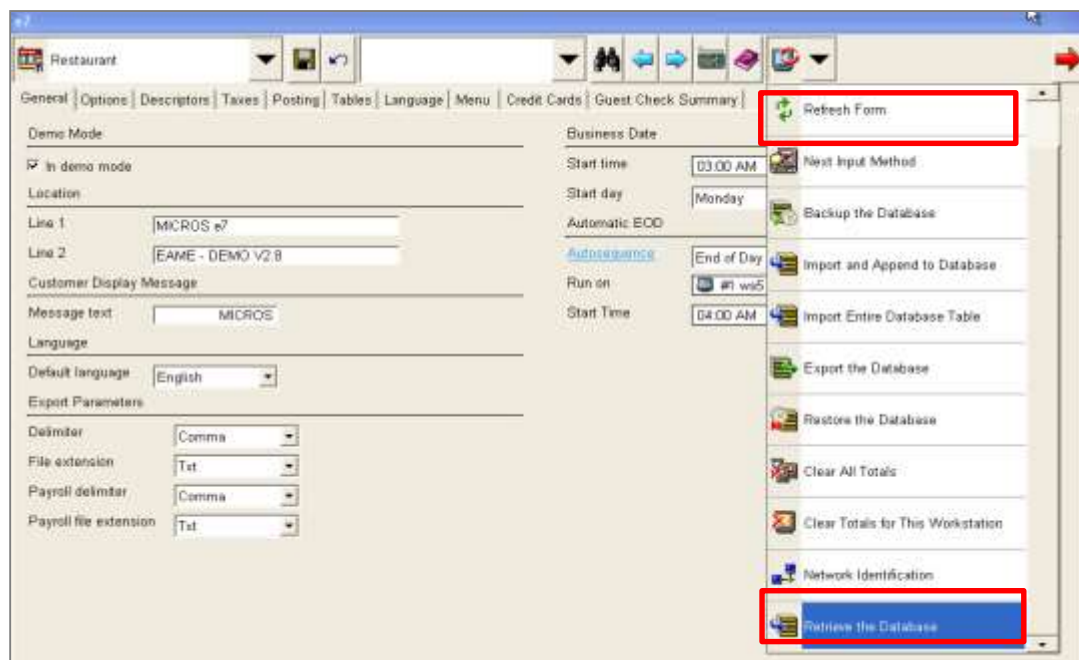 e7
Restaurant
General Options Descriptors Taxes Posting Tables Language Menu Credit Cards Guest Check Summary
Demo Mode
In demo mode
Location
Line 1 MICROS e7
Line 2 EAME - DEMO V2.8
Customer Display Message
Message text MICROS
Language
Default language English
Export Parameters
Delimiter Comma
File extension Txt
Payroll delimiter Comma
Payroll file extension Txt
Business Date
Start time 03:00 AM
Start day Monday
Automatic EOD
Autosequence End of Day
Run on #1 ws5
Start Time 04:00 AM
Refresh Form
Next Input Method
Backup the Database
Import and Append to Database
Import Entire Database Table
Export the Database
Restore the Database
Clear All Totals
Clear Totals for This Workstation
Network Identification
Retrieve the Database